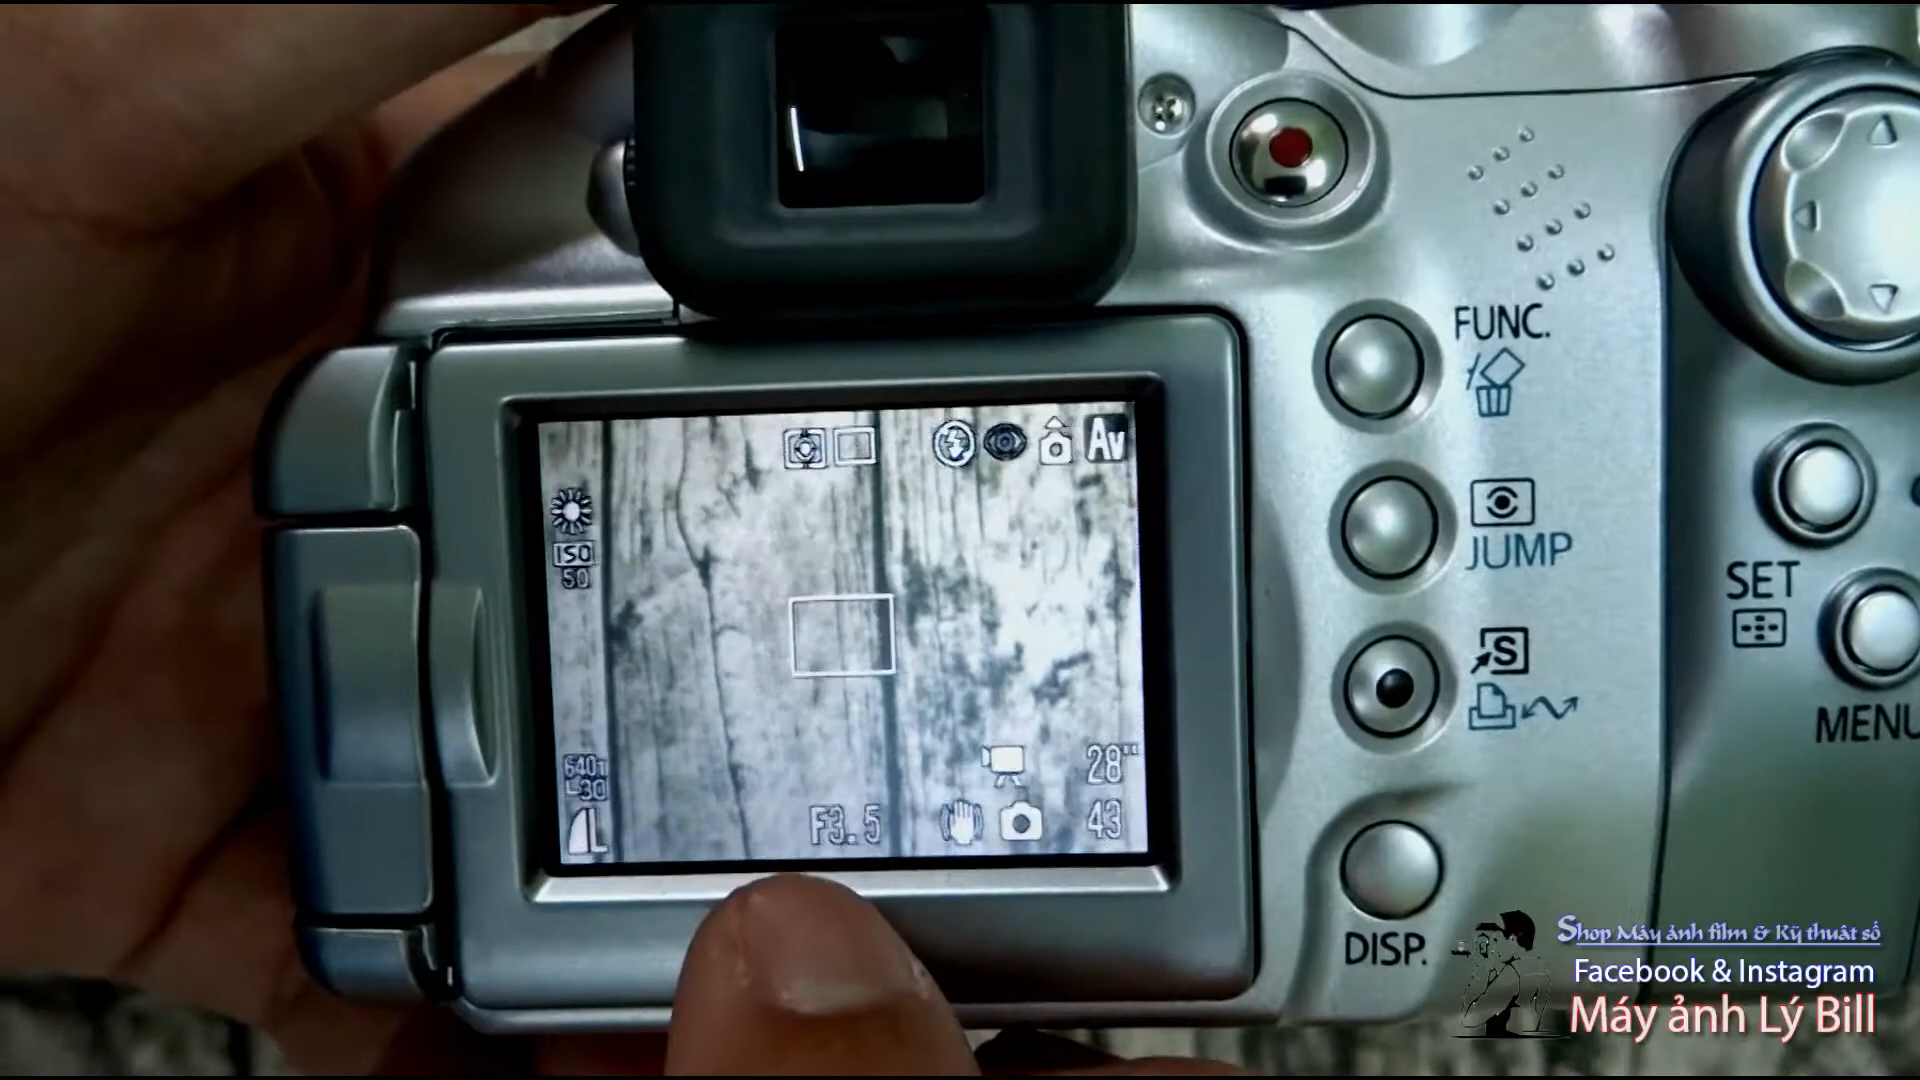 Av
ISO
50
640
30
L
F3.5
28"
43
FUNC.
JUMP
S
SET
MENU
DISP.
Shop Máy ảnh film & Kỹ thuật số
Facebook & Instagram
Máy ảnh Lý Bill